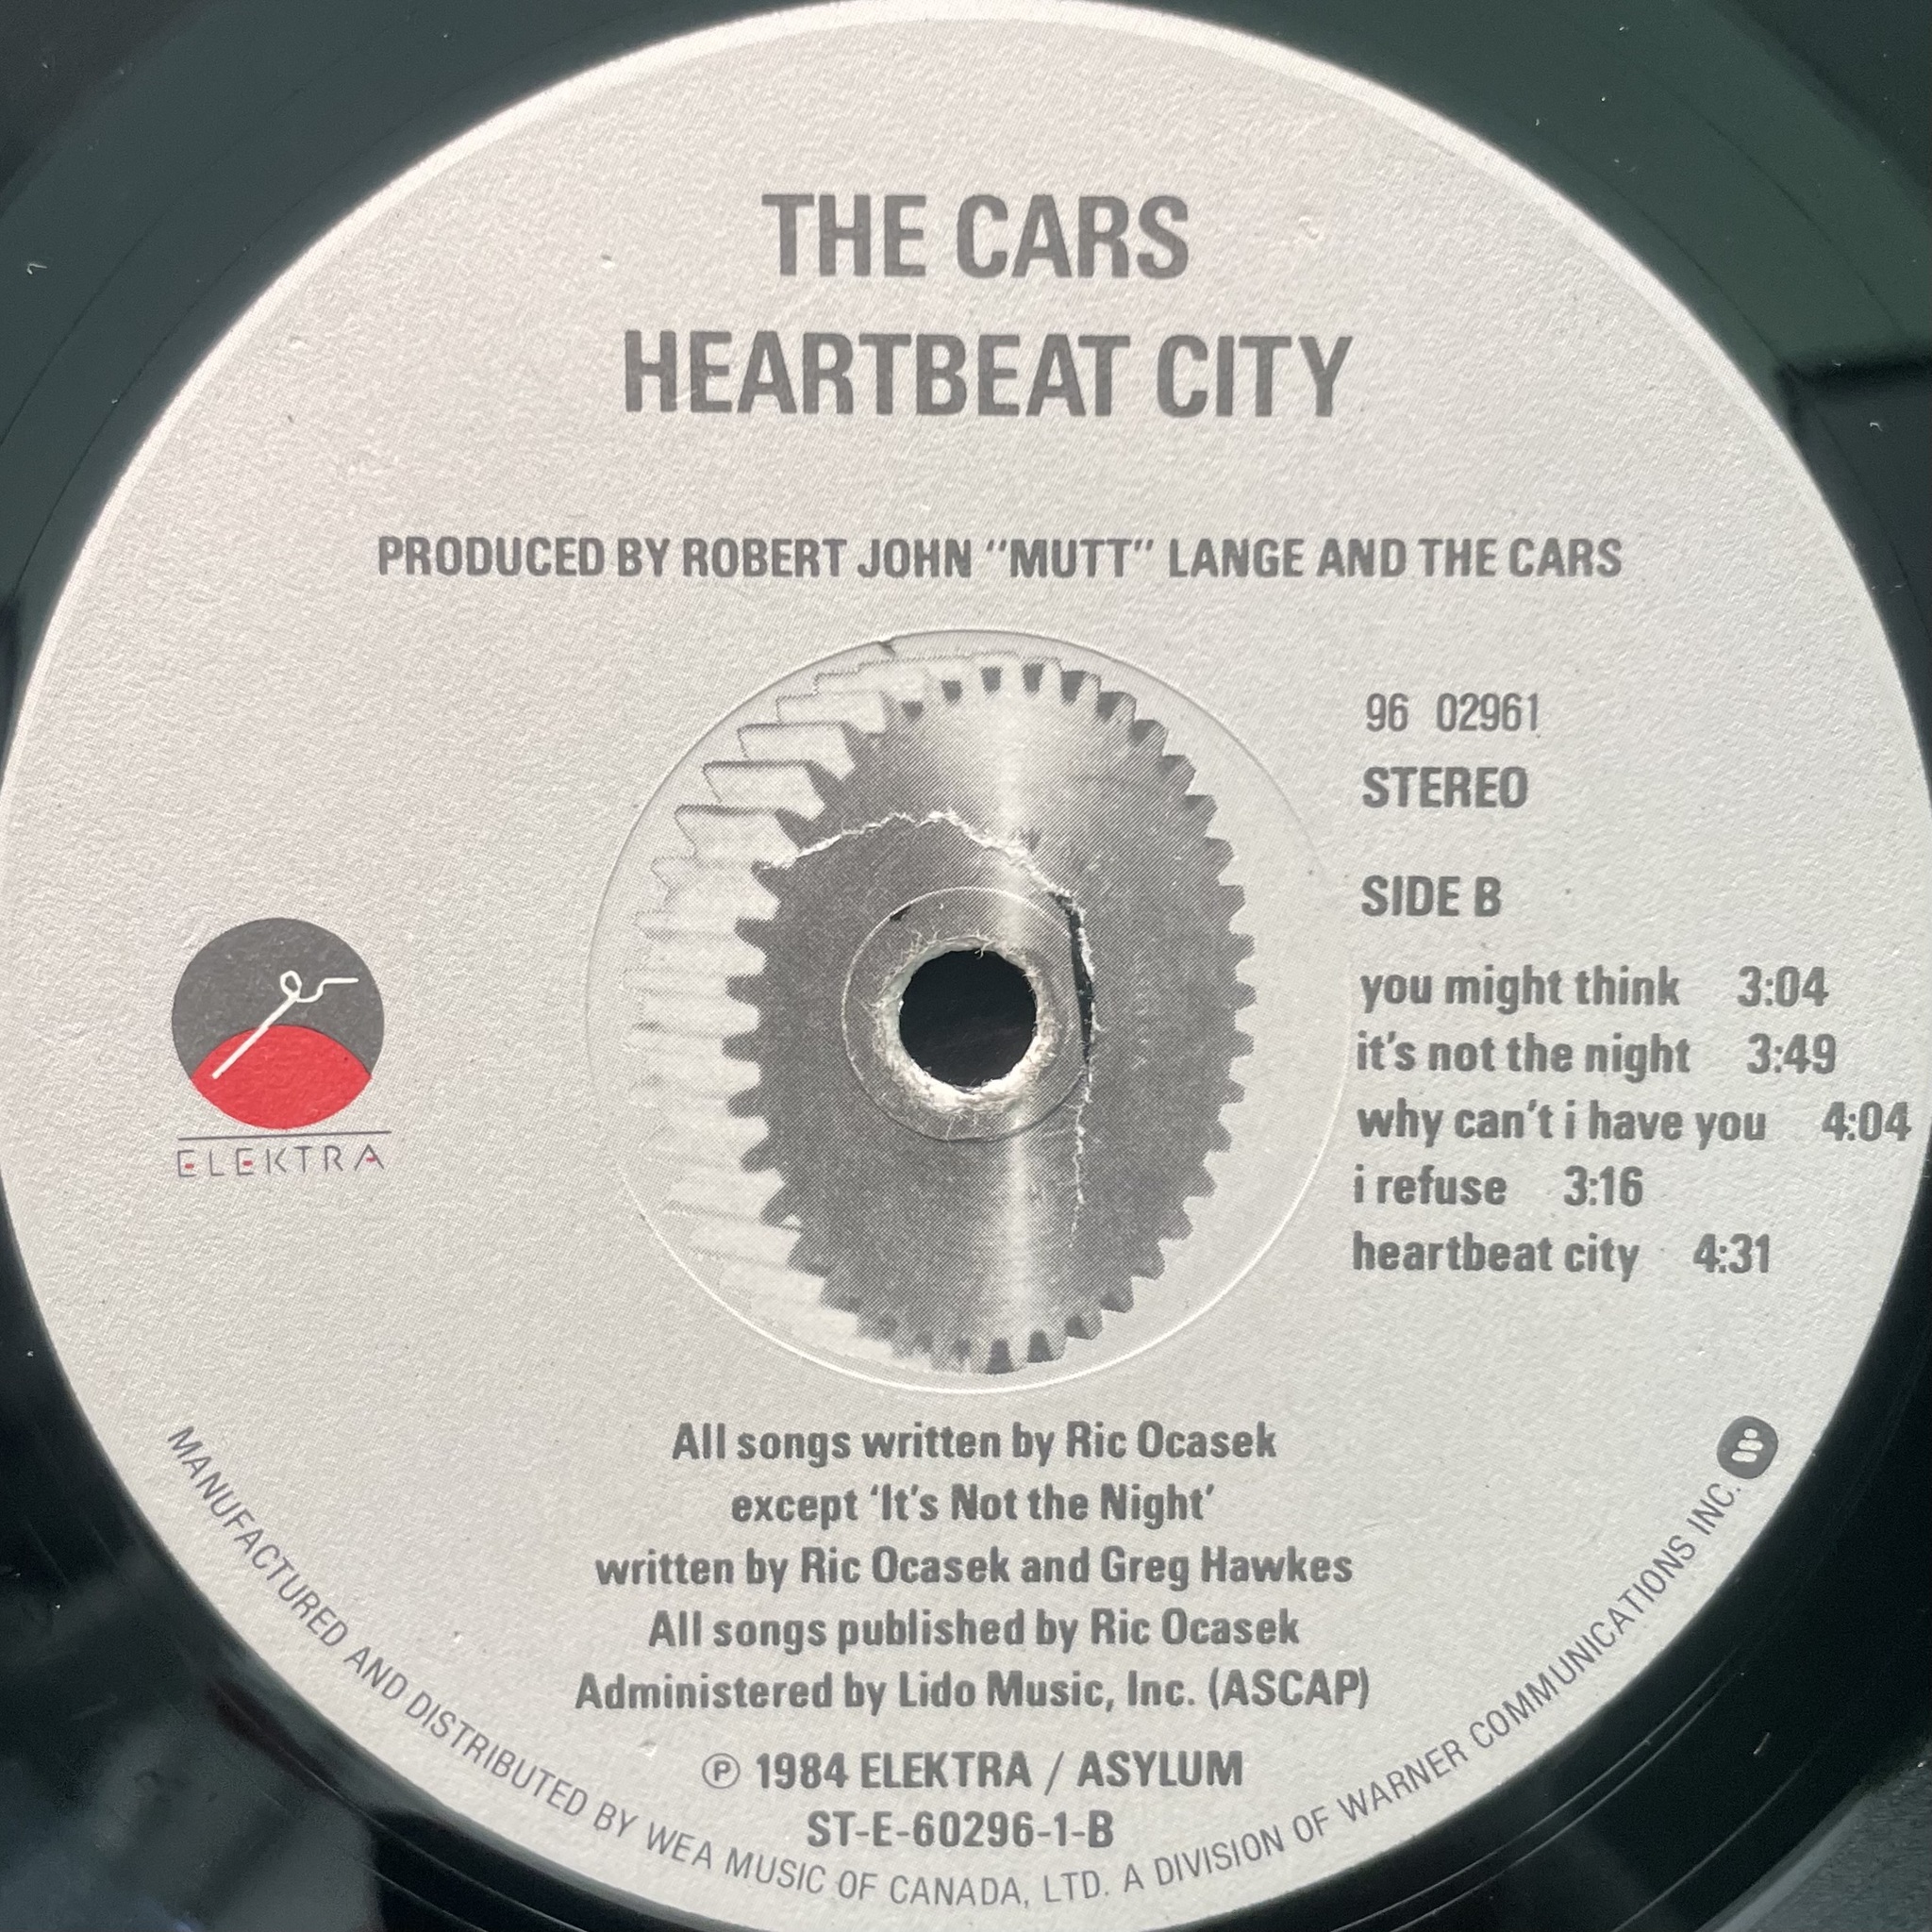 THE CARS
HEARTBEAT CITY
PRODUCED BY ROBERT JOHN "MUTT" LANGE AND THE CARS
96 02961
STEREO
SIDE B
you might think 3:04
it's not the night 3:49
why can't i have you 4:04
i refuse 3:16
heartbeat city 4:31
ELEKTRA
All songs written by Ric Ocasek
except 'It's Not the Night'
written by Ric Ocasek and Greg Hawkes
All songs published by Ric Ocasek
Administered by Lido Music, Inc. (ASCAP)
℗ 1984 ELEKTRA / ASYLUM
ST-E-60296-1-B
MANUFACTURED AND DISTRIBUTED BY WEA MUSIC OF CANADA, LTD. A DIVISION OF WARNER COMMUNICATIONS INC.